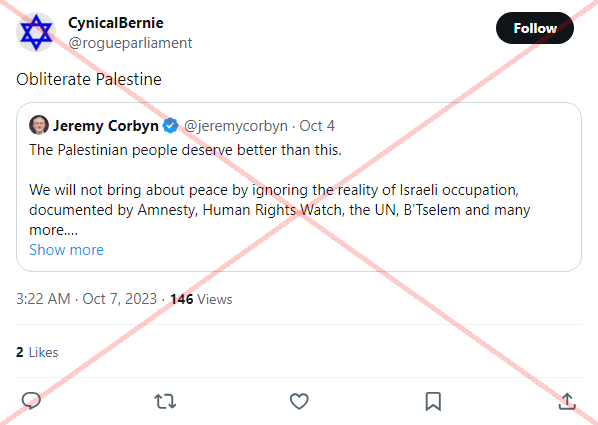 CynicalBernie
@rogueparliament
Follow
Obliterate Palestine
Jeremy Corbyn @jeremycorbyn · Oct 4
The Palestinian people deserve better than this.
We will not bring about peace by ignoring the reality of Israeli occupation,
documented by Amnesty, Human Rights Watch, the UN, B'Tselem and many
more....
Show more
3:22 AM · Oct 7, 2023 · 146 Views
2 Likes